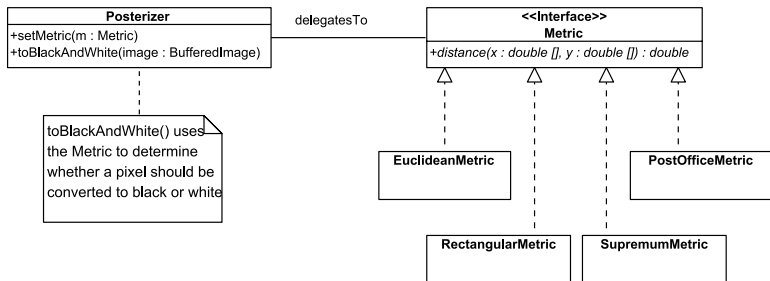 Posterizer
+setMetric(m : Metric)
+toBlackAndWhite(image : BufferedImage)
delegatesTo
<<Interface>>
Metric
+distance(x : double [], y : double []) : double
toBlackAndWhite() uses
the Metric to determine
whether a pixel should be
converted to black or white
EuclideanMetric
PostOfficeMetric
RectangularMetric
SupremumMetric